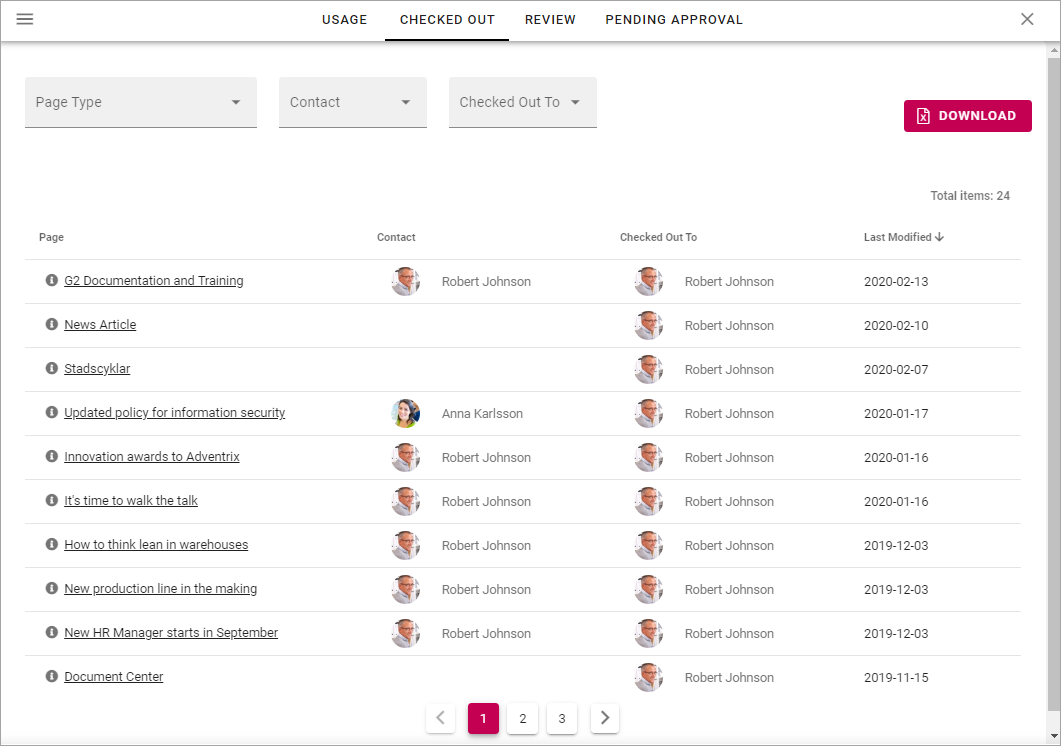 USAGE CHECKED OUT REVIEW PENDING APPROVAL
Page Type Contact Checked Out To
DOWNLOAD
Total items: 24
Page Contact Checked Out To Last Modified
G2 Documentation and Training Robert Johnson Robert Johnson 2020-02-13
News Article Robert Johnson 2020-02-10
Stadscyklar Robert Johnson 2020-02-07
Updated policy for information security Anna Karlsson Robert Johnson 2020-01-17
Innovation awards to Adventrix Robert Johnson Robert Johnson 2020-01-16
It's time to walk the talk Robert Johnson Robert Johnson 2020-01-16
How to think lean in warehouses Robert Johnson Robert Johnson 2019-12-03
New production line in the making Robert Johnson Robert Johnson 2019-12-03
New HR Manager starts in September Robert Johnson Robert Johnson 2019-12-03
Document Center Robert Johnson 2019-11-15
1 2 3